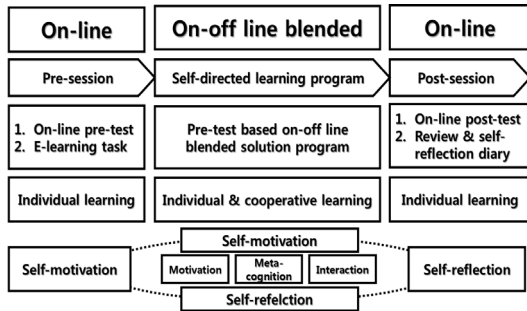 On-line
On-off line blended
On-line
Pre-session
Self-directed learning program
Post-session
1. On-line pre-test
2. E-learning task
Pre-test based on-off line
blended solution program
1. On-line post-test
2. Review & self-
reflection diary
Individual learning
Individual & cooperative learning
Individual learning
Self-motivation
Self-motivation
Motivation
Meta-
cognition
Interaction
Self-refelction
Self-reflection